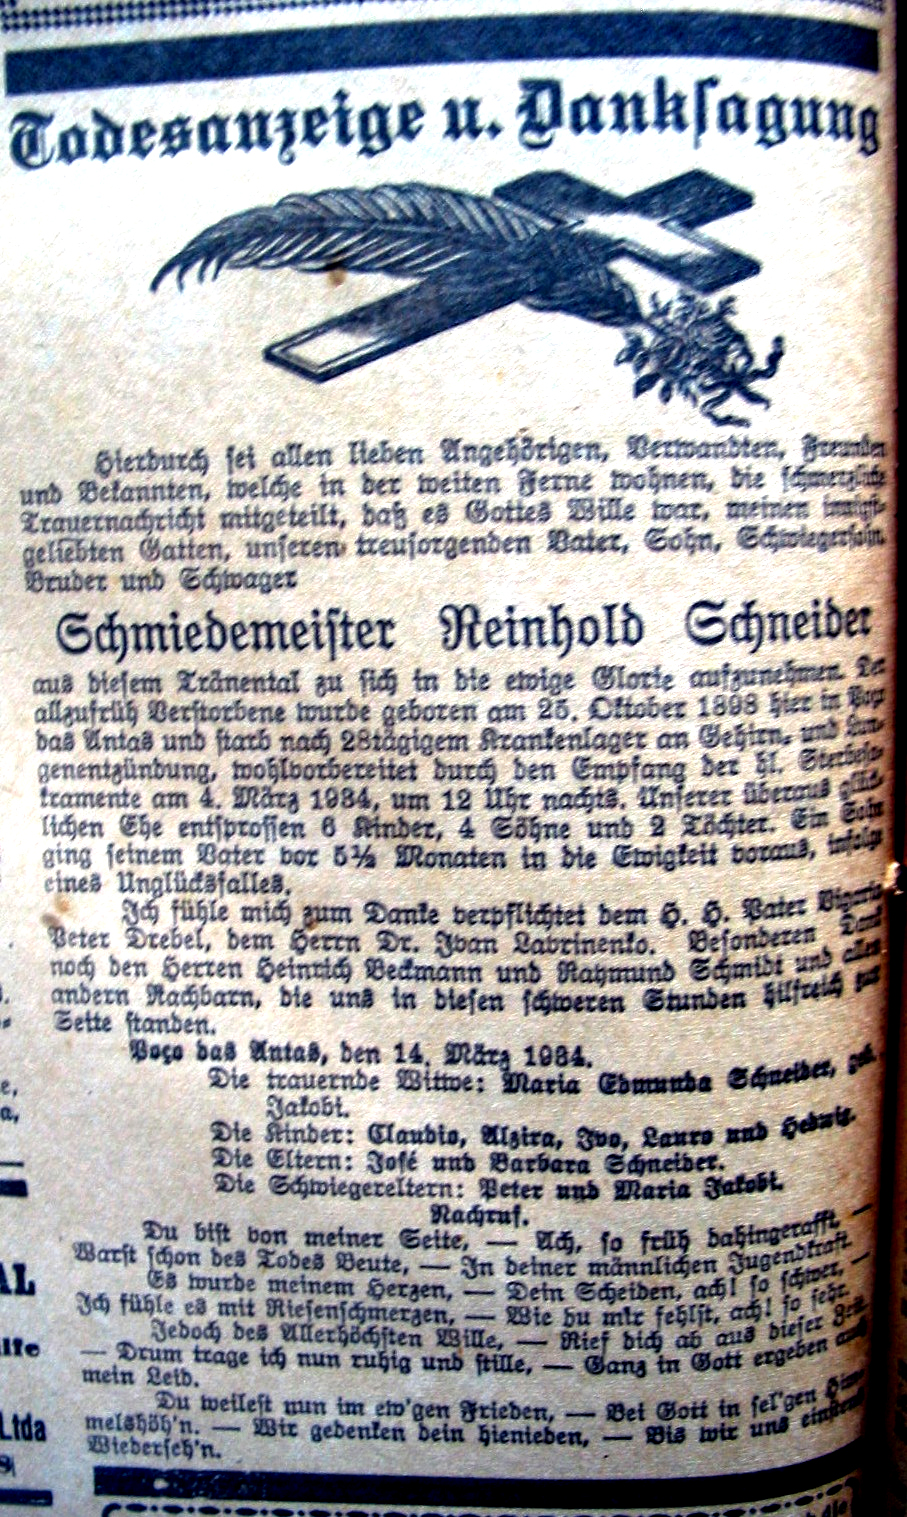 Todesanzeige u. Danksagung
Hierdurch sei allen lieben Angehörigen, Verwandten, Freunden
und Bekannten, welche in der weiten Ferne wohnen, die schmerzliche
Trauernachricht mitgeteilt, daß es Gottes Wille war, meinen innigst-
geliebten Gatten, unseren treusorgenden Vater, Sohn, Schwiegersohn,
Bruder und Schwager
Schmiedemeister Reinhold Schneider
aus diesem Tränental zu sich in die ewige Glorie aufzunehmen. Der
allzufrüh Verstorbene wurde geboren am 25. Oktober 1898 hier in Poço
das Antas und starb nach 28tägigem Krankenlager an Gehirn- und Lun-
genentzündung, wohlvorbereitet durch den Empfang der hl. Sterbesa-
kramente am 4. März 1934, um 12 Uhr nachts. Unserer überaus glück-
lichen Ehe entsprossen 6 Kinder, 4 Söhne und 2 Töchter. Ein Sohn
ging seinem Vater vor 5½ Monaten in die Ewigkeit voraus, infolge
eines Unglücksfalles.
Ich fühle mich zum Danke verpflichtet dem H. H. Pater Vigario
Peter Drebel, dem Herrn Dr. Ivan Lavrinenko. Besonderen Dank
noch den Herren Heinrich Beckmann und Raymund Schmidt und allen
andern Nachbarn, die uns in diesen schweren Stunden hilfreich zur
Seite standen.
Poço das Antas, den 14. März 1934.
Die trauernde Witwe: Maria Edmunda Schneider, geb.
Jakobi.
Die Kinder: Claudio, Alzira, Ivo, Lauro und Hedwig.
Die Eltern: José und Barbara Schneider.
Die Schwiegereltern: Peter und Maria Jakobi.
Nachruf.
Du bist von meiner Seite, — Ach, so früh dahingerafft, —
Warst schon des Todes Beute, — In deiner männlichen Jugendkraft.
Es wurde meinem Herzen, — Dein Scheiden, ach! so schwer, —
Ich fühle es mit Riesenschmerzen, — Wie du mir fehlst, ach! so sehr.
Jedoch des Allerhöchsten Wille, — Rief dich ab aus dieser Zeit,
— Drum trage ich nun ruhig und stille, — Ganz in Gott ergeben auch
mein Leid.
Du weilest nun im ew'gen Frieden, — Bei Gott in sel'gen Him-
melshöh'n. — Wir gedenken dein hienieden, — Bis wir uns einstens
Wiederseh'n.
AL
Ltda